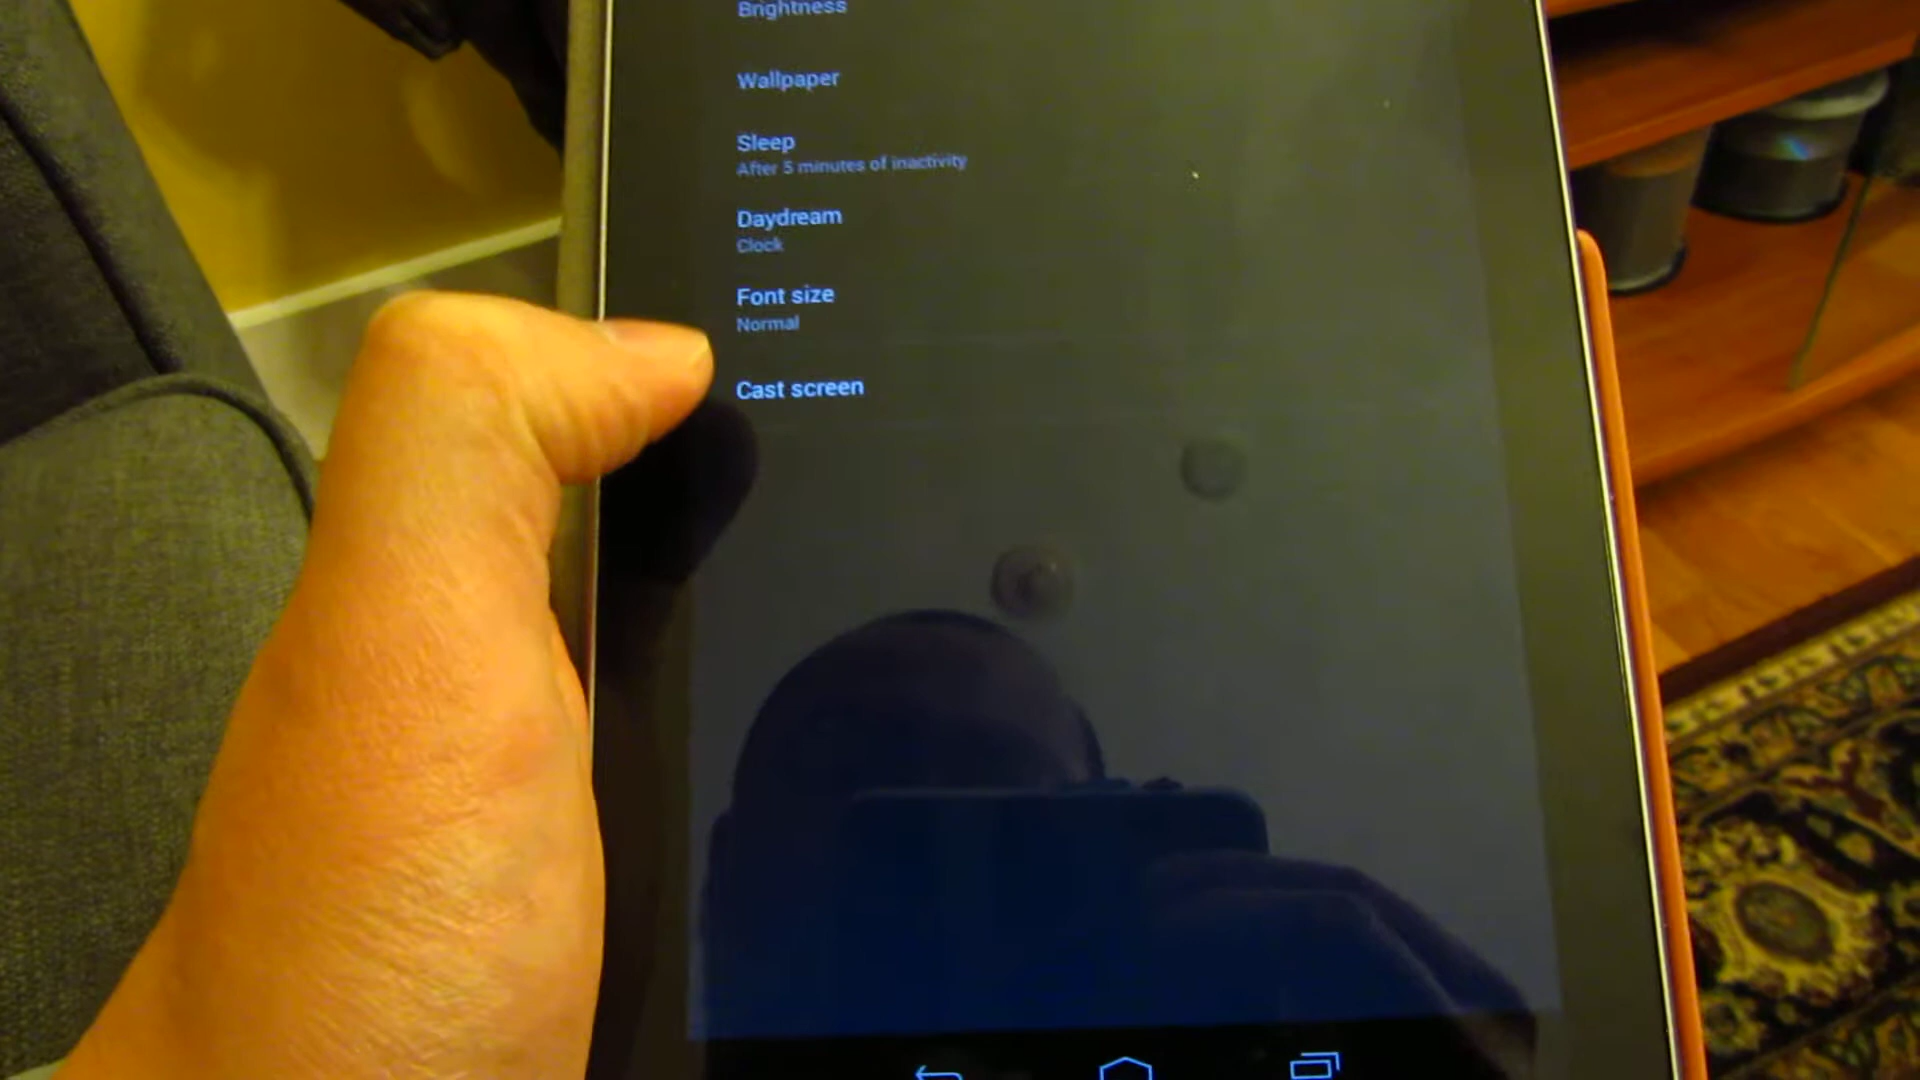 Brightness
Wallpaper
Sleep
After 5 minutes of inactivity
Daydream
Clock
Font size
Normal
Cast screen